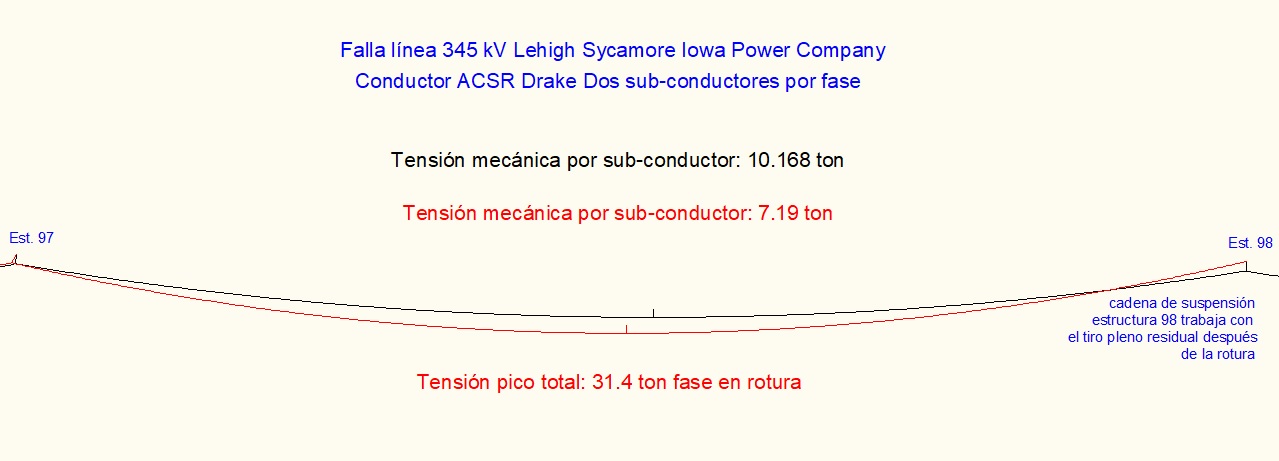 Falla línea 345 kV Lehigh Sycamore Iowa Power Company
Conductor ACSR Drake Dos sub-conductores por fase
Tensión mecánica por sub-conductor: 10.168 ton
Tensión mecánica por sub-conductor: 7.19 ton
Est. 97
Est. 98
cadena de suspensión
estructura 98 trabaja con
el tiro pleno residual después
de la rotura
Tensión pico total: 31.4 ton fase en rotura